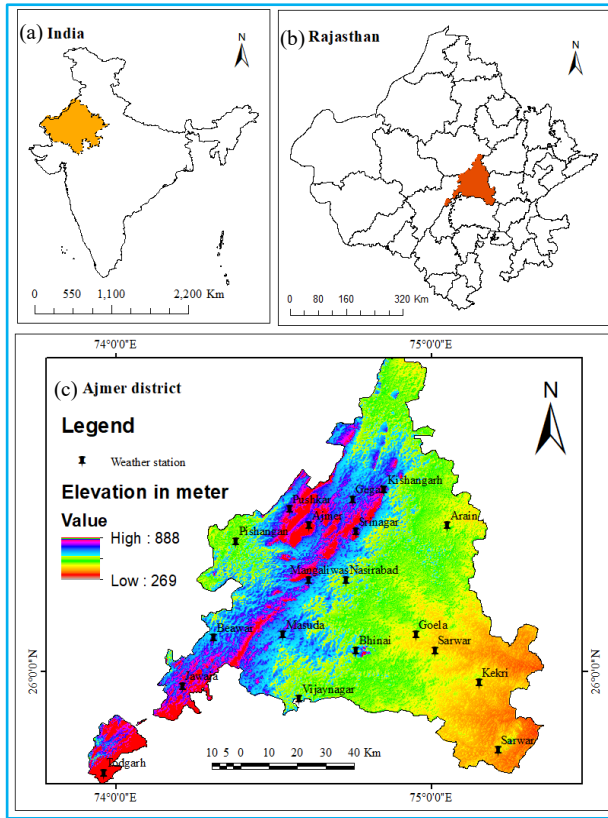 (a) India
N
0 550 1,100 2,200 Km
(b) Rajasthan
N
0 80 160 320 KM
74°0'0"E 75°0'0"E
(c) Ajmer district
N
Legend
Weather station
Elevation in meter
Value
High : 888
Low : 269
Kishangarh
Gegal
Pushkar
Ajmer
Srinagar
Arain
Pishangan
Mangaliwas
Nasirabad
Beawar
Masuda
Goela
Bhinai
Sarwar
26°0'0"N
26°0'0"N
Jawaja
Kekri
Vijaynagar
Sarwar
Todgarh
10 5 0 10 20 30 40 Km
74°0'0"E 75°0'0"E